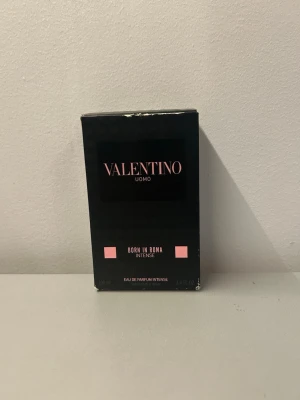 VALENTINO
UOMO
BORN IN ROMA
INTENSE
EAU DE PARFUM INTENSE